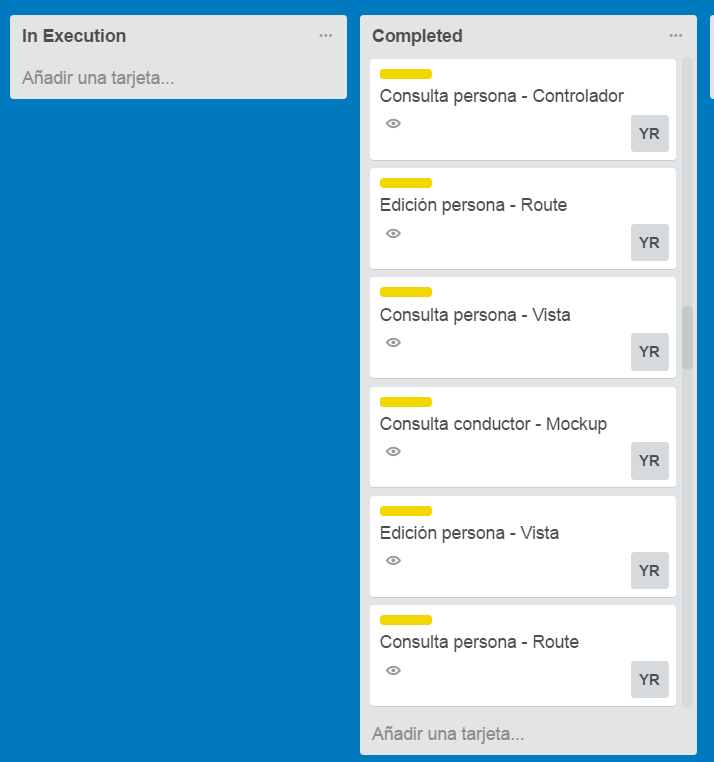 In Execution
Añadir una tarjeta...
Completed
Consulta persona - Controlador
YR
Edición persona - Route
YR
Consulta persona - Vista
YR
Consulta conductor - Mockup
YR
Edición persona - Vista
YR
Consulta persona - Route
YR
Añadir una tarjeta...